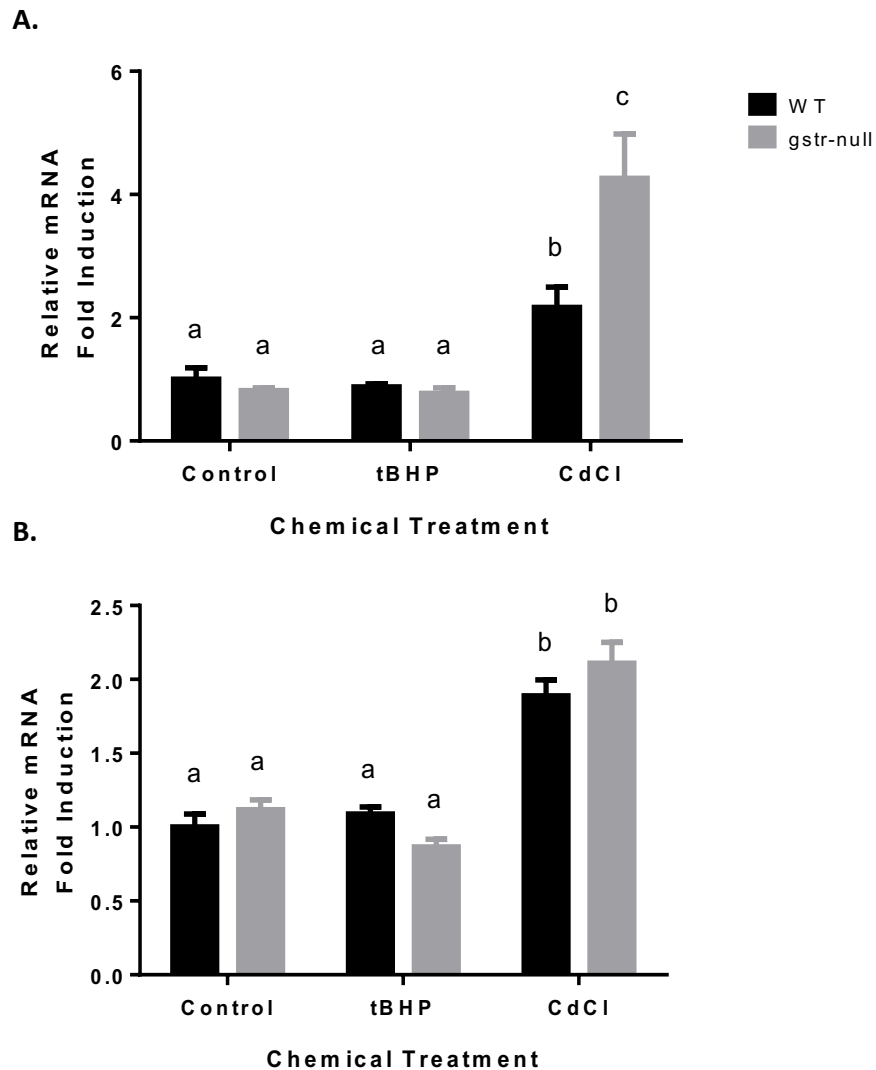 A.
Relative mRNA
Fold Induction
6
4
2
0
a
a
a
a
b
c
WT
gstr-null
Control
tBHP
CdCl
Chemical Treatment
B.
Relative mRNA
Fold Induction
2.5
2.0
1.5
1.0
0.5
0.0
a
a
a
a
b
b
Control
tBHP
CdCl
Chemical Treatment